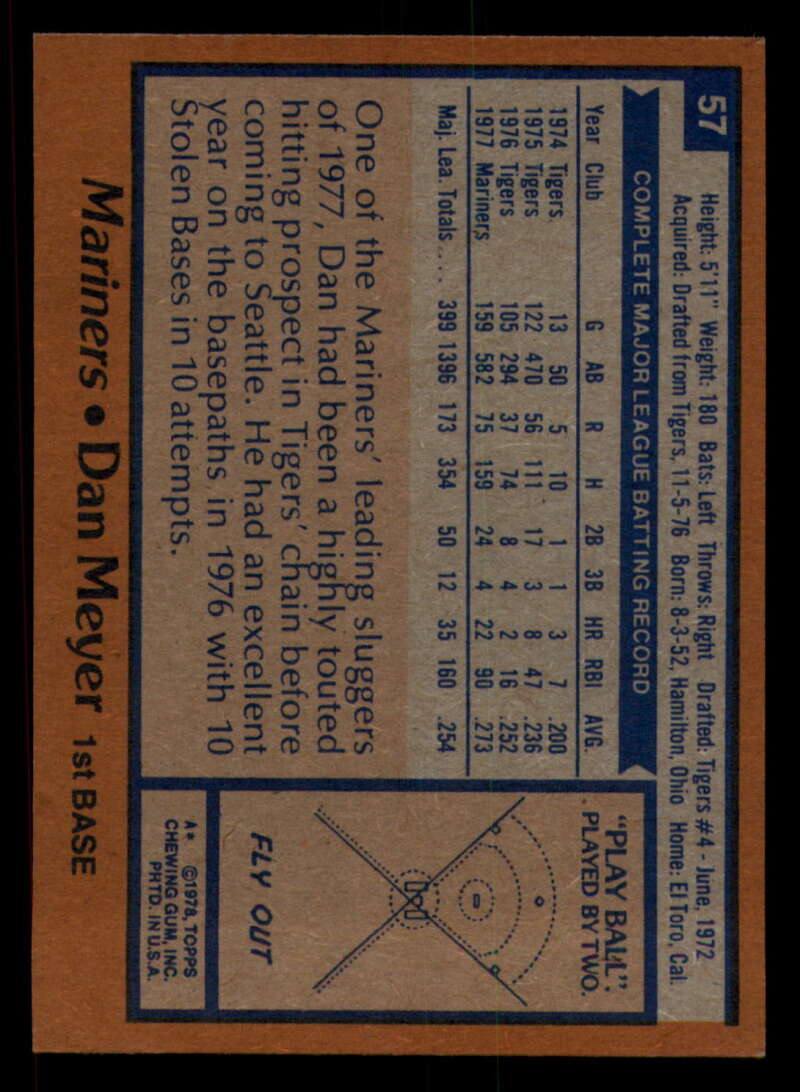 57
Height: 5'11" Weight: 180 Bats: Left Throws: Right Drafted: Tigers #4 - June, 1972
Acquired: Drafted from Tigers, 11-5-76 Born: 8-3-52, Hamilton, Ohio Home: El Toro, Cal.
COMPLETE MAJOR LEAGUE BATTING RECORD
Year Club G AB R H 2B 3B HR RBI AVG.
1974 Tigers 13 50 5 10 1 1 3 7 .200
1975 Tigers 122 470 56 111 17 3 8 47 .236
1976 Tigers 105 294 37 74 8 4 2 16 .252
1977 Mariners 159 582 75 159 24 4 22 90 .273
Maj. Lea. Totals .... 399 1396 173 354 50 12 35 160 .254
One of the Mariners' leading sluggers
of 1977, Dan had been a highly touted
hitting prospect in Tigers' chain before
coming to Seattle. He had an excellent
year on the basepaths in 1976 with 10
Stolen Bases in 10 attempts.
"PLAY BALL"
PLAYED BY TWO.
FLY OUT
A* ©1978, TOPPS
CHEWING GUM, INC.
PRTD. IN U.S.A.
Mariners • Dan Meyer 1st BASE